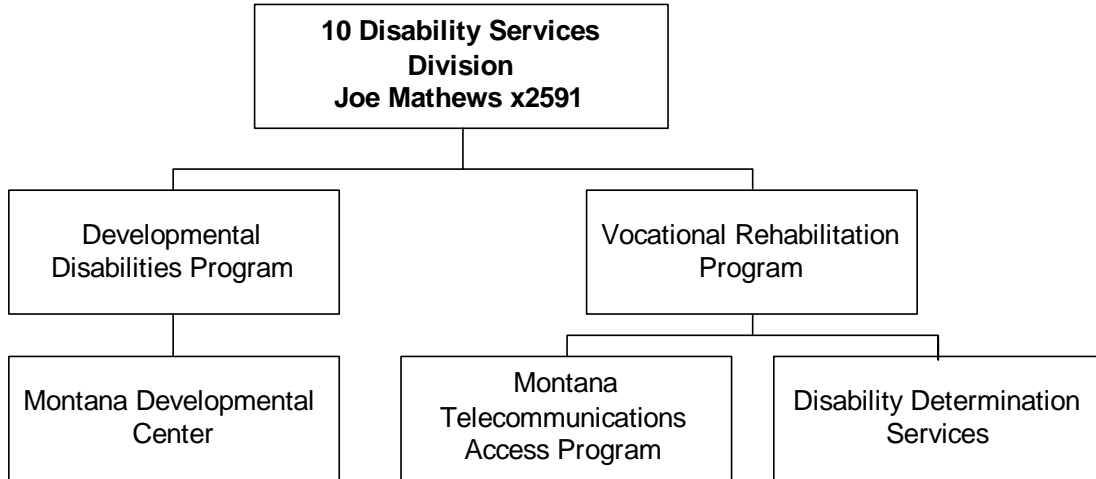 10 Disability Services
Division
Joe Mathews x2591
Developmental
Disabilities Program
Vocational Rehabilitation
Program
Montana Developmental
Center
Montana
Telecommunications
Access Program
Disability Determination
Services